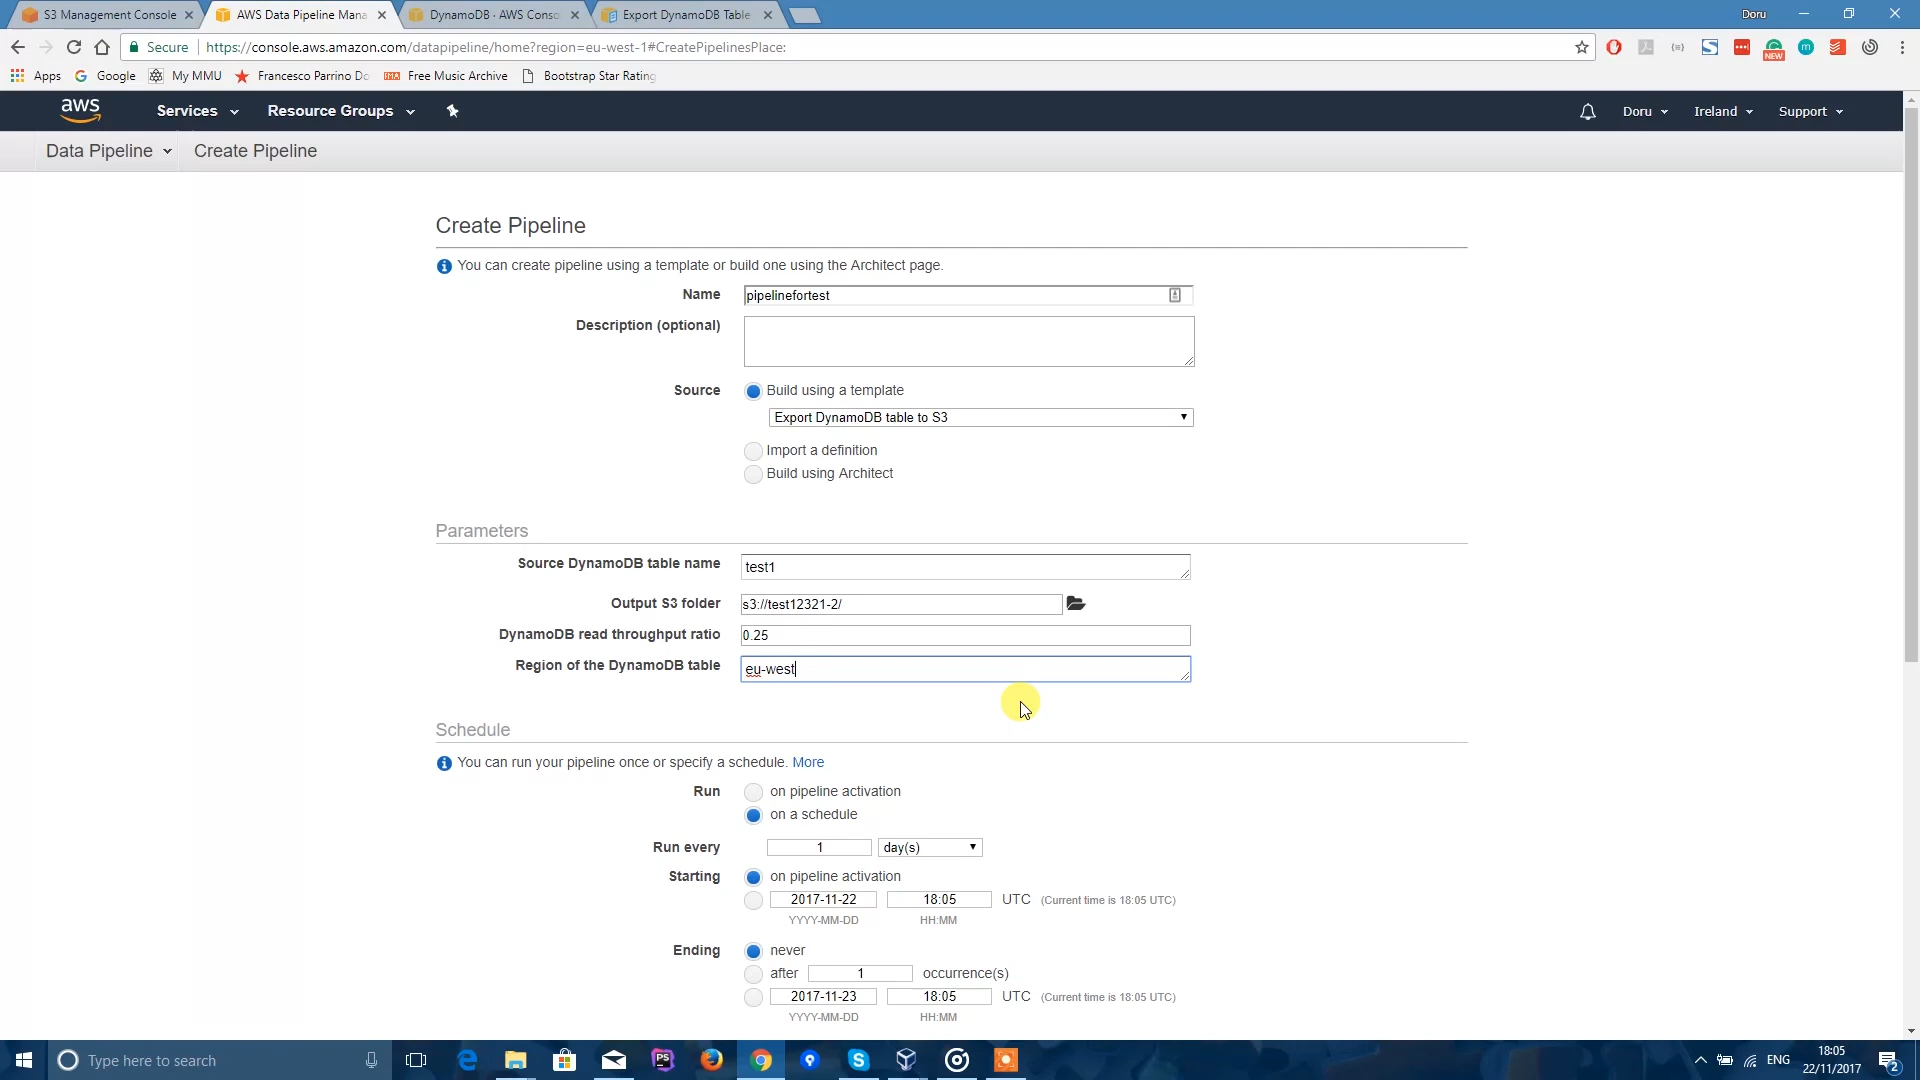 S3 Management Console
AWS Data Pipeline Mana
DynamoDB · AWS Conso
Export DynamoDB Table
Doru
Secure
https://console.aws.amazon.com/datapipeline/home?region=eu-west-1#CreatePipelinesPlace:
NEW
Apps
Google
My MMU
Francesco Parrino Do
Free Music Archive
Bootstrap Star Rating
aws
Services
Resource Groups
Doru
Ireland
Support
Data Pipeline
Create Pipeline
Create Pipeline
You can create pipeline using a template or build one using the Architect page.
Name
pipelinefortest
Description (optional)
Source
Build using a template
Export DynamoDB table to S3
Import a definition
Build using Architect
Parameters
Source DynamoDB table name
test1
Output S3 folder
s3://test12321-2/
DynamoDB read throughput ratio
0.25
Region of the DynamoDB table
eu-west
Schedule
You can run your pipeline once or specify a schedule. More
Run
on pipeline activation
on a schedule
Run every
1
day(s)
Starting
on pipeline activation
2017-11-22
18:05
UTC
(Current time is 18:05 UTC)
YYYY-MM-DD
HH:MM
Ending
never
after
1
occurrence(s)
2017-11-23
18:05
UTC
(Current time is 18:05 UTC)
YYYY-MM-DD
HH:MM
Type here to search
PS
ENG
18:05
22/11/2017
2